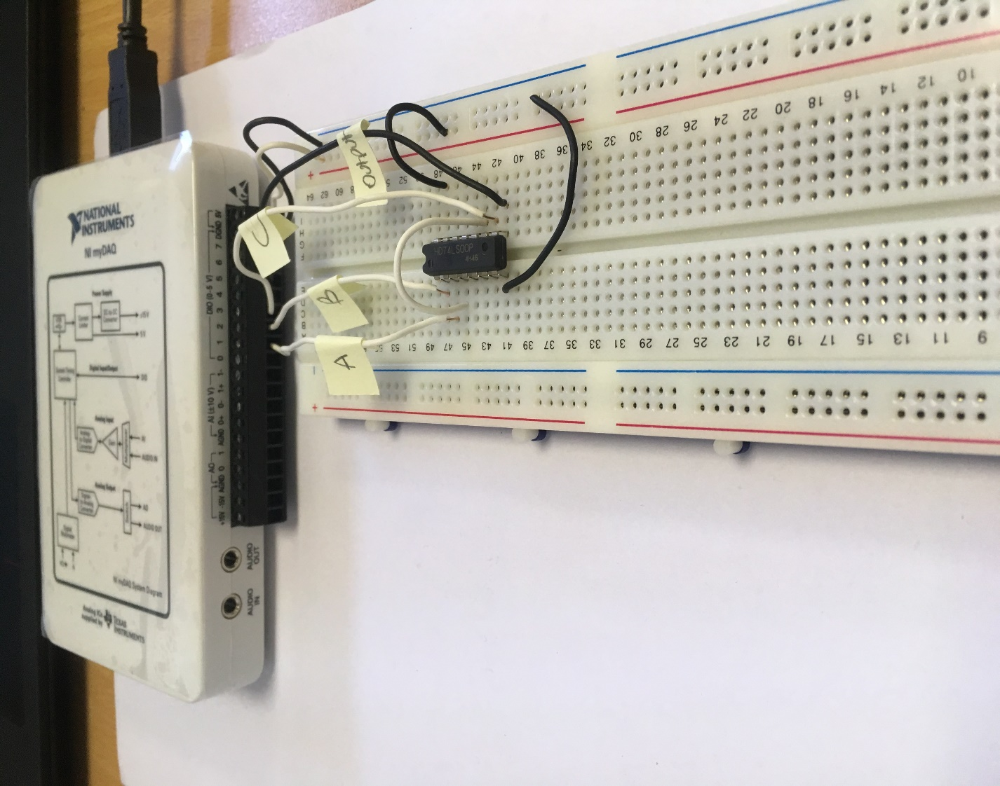 NATIONAL
INSTRUMENTS
NI myDAQ
Power Supply
+15V
5V
Digital Input/Output
DIO
Analog Input
AI
AUDIO IN
Analog Output
AO
AUDIO OUT
NI myDAQ System Diagram
Analog ICs
supplied by
TEXAS
INSTRUMENTS
5V
DGND
7
6
5
4
3
2
1
0
DIO (0-5 V)
1-
1+
0-
0+
AI (±10 V)
AGND
1
0
AO
AGND
-15V
+15V
AUDIO
OUT
AUDIO
IN
Output
C
B
A
HD74LS00P
4H46
64 62 60 52 48 46 44 42 40 38 36 34 32 30 28 26 24 22 20 18 16 14 12 10
53 51 49 47 45 43 41 39 37 35 33 31 29 27 25 23 21 19 17 15 13 11 9